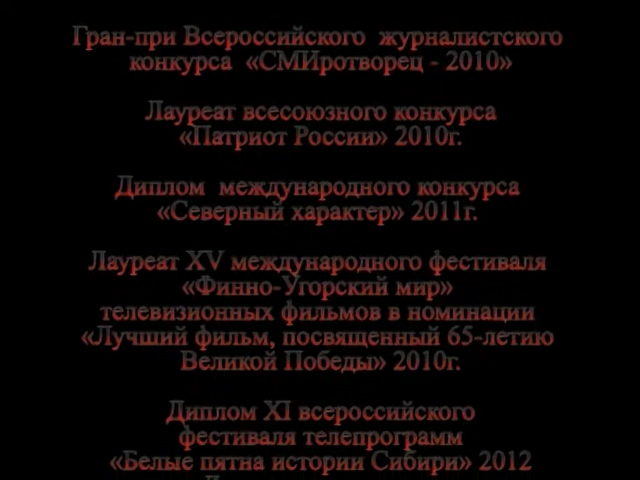 Гран-при Всероссийского журналистского
конкурса «СМИротворец - 2010»
Лауреат всесоюзного конкурса
«Патриот России» 2010г.
Диплом международного конкурса
«Северный характер» 2011г.
Лауреат XV международного фестиваля
«Финно-Угорский мир»
телевизионных фильмов в номинации
«Лучший фильм, посвященный 65-летию
Великой Победы» 2010г.
Диплом XI всероссийского
фестиваля телепрограмм
«Белые пятна истории Сибири» 2012